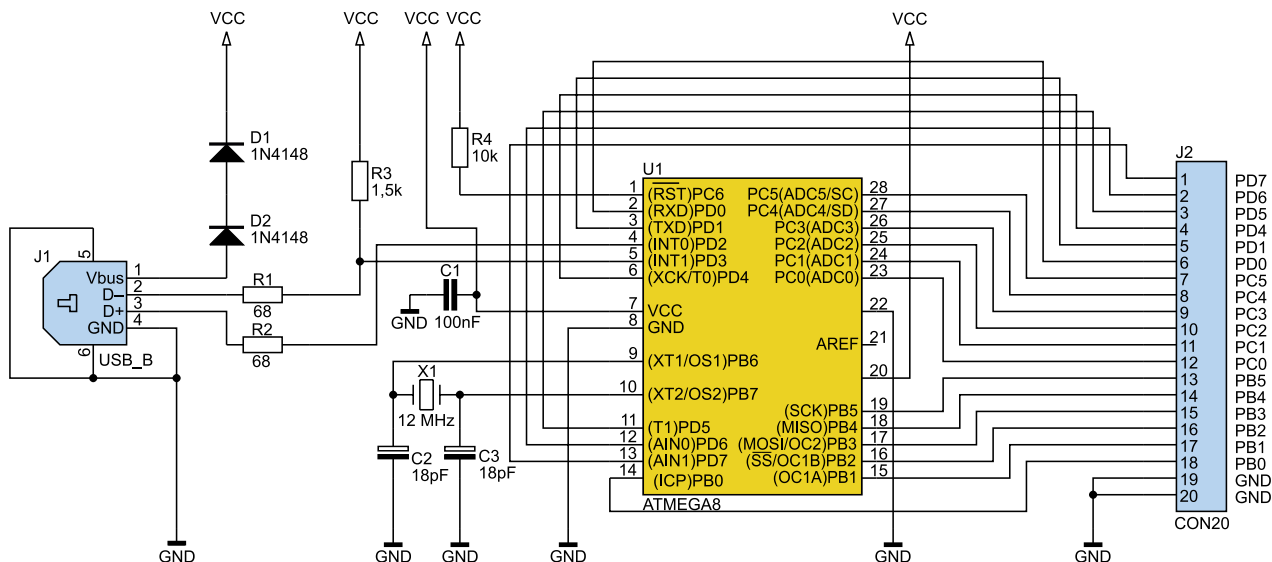 VCC VCC VCC VCC VCC
D1
1N4148
D2
1N4148
R3
1,5k
R4
10k
J1
5
Vbus 1
D– 2
D+ 3
GND 4
6
USB_B
R1
68
R2
68
C1
100nF
GND
X1
12 MHz
C2
18pF
C3
18pF
U1
1 (RST)PC6
2 (RXD)PD0
3 (TXD)PD1
4 (INT0)PD2
5 (INT1)PD3
6 (XCK/T0)PD4
7 VCC
8 GND
9 (XT1/OS1)PB6
10 (XT2/OS2)PB7
11 (T1)PD5
12 (AIN0)PD6
13 (AIN1)PD7
14 (ICP)PB0
PC5(ADC5/SC) 28
PC4(ADC4/SD) 27
PC3(ADC3) 26
PC2(ADC2) 25
PC1(ADC1) 24
PC0(ADC0) 23
22
AREF 21
20
(SCK)PB5 19
(MISO)PB4 18
(MOSI/OC2)PB3 17
(SS/OC1B)PB2 16
(OC1A)PB1 15
ATMEGA8
J2
1 PD7
2 PD6
3 PD5
4 PD4
5 PD1
6 PD0
7 PC5
8 PC4
9 PC3
10 PC2
11 PC1
12 PC0
13 PB5
14 PB4
15 PB3
16 PB2
17 PB1
18 PB0
19 GND
20 GND
CON20
GND GND GND GND GND GND